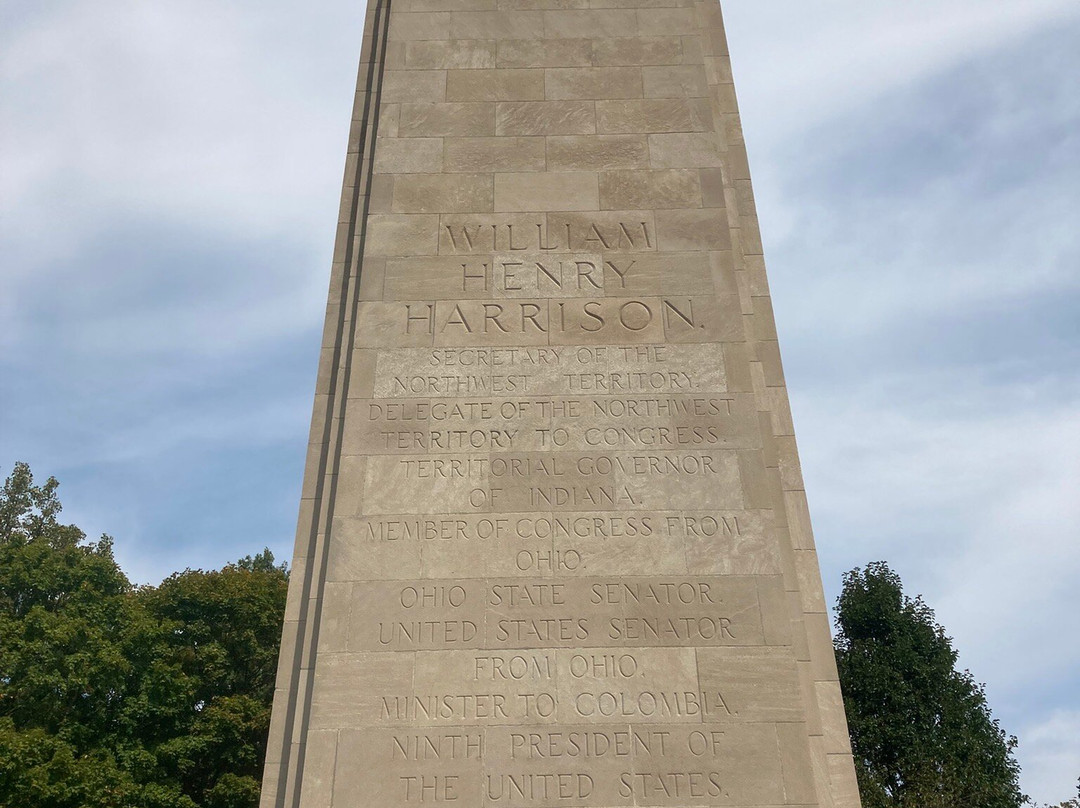 WILLIAM
HENRY
HARRISON.
SECRETARY OF THE
NORTHWEST TERRITORY.
DELEGATE OF THE NORTHWEST
TERRITORY TO CONGRESS.
TERRITORIAL GOVERNOR
OF INDIANA.
MEMBER OF CONGRESS FROM
OHIO.
OHIO STATE SENATOR.
UNITED STATES SENATOR
FROM OHIO.
MINISTER TO COLOMBIA.
NINTH PRESIDENT OF
THE UNITED STATES.